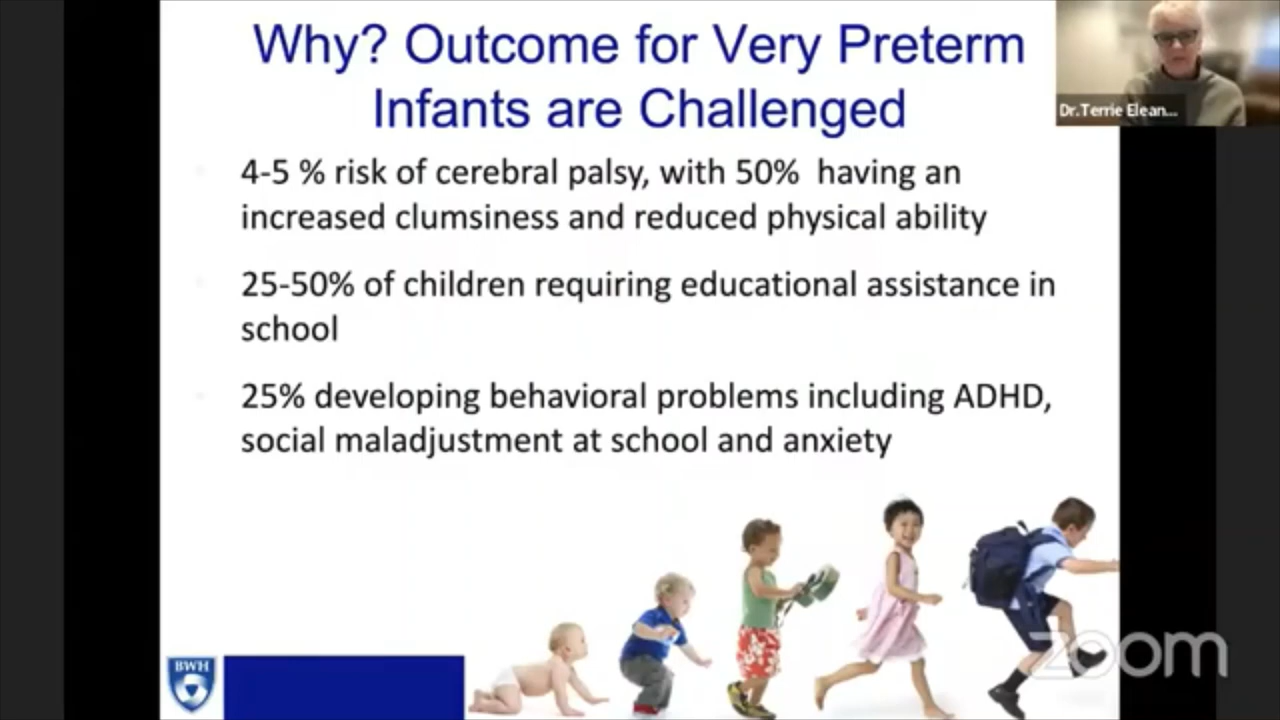 Why? Outcome for Very Preterm
Infants are Challenged
Dr.Terrie Elean...
4-5 % risk of cerebral palsy, with 50% having an
increased clumsiness and reduced physical ability
25-50% of children requiring educational assistance in
school
25% developing behavioral problems including ADHD,
social maladjustment at school and anxiety
BWH
zoom